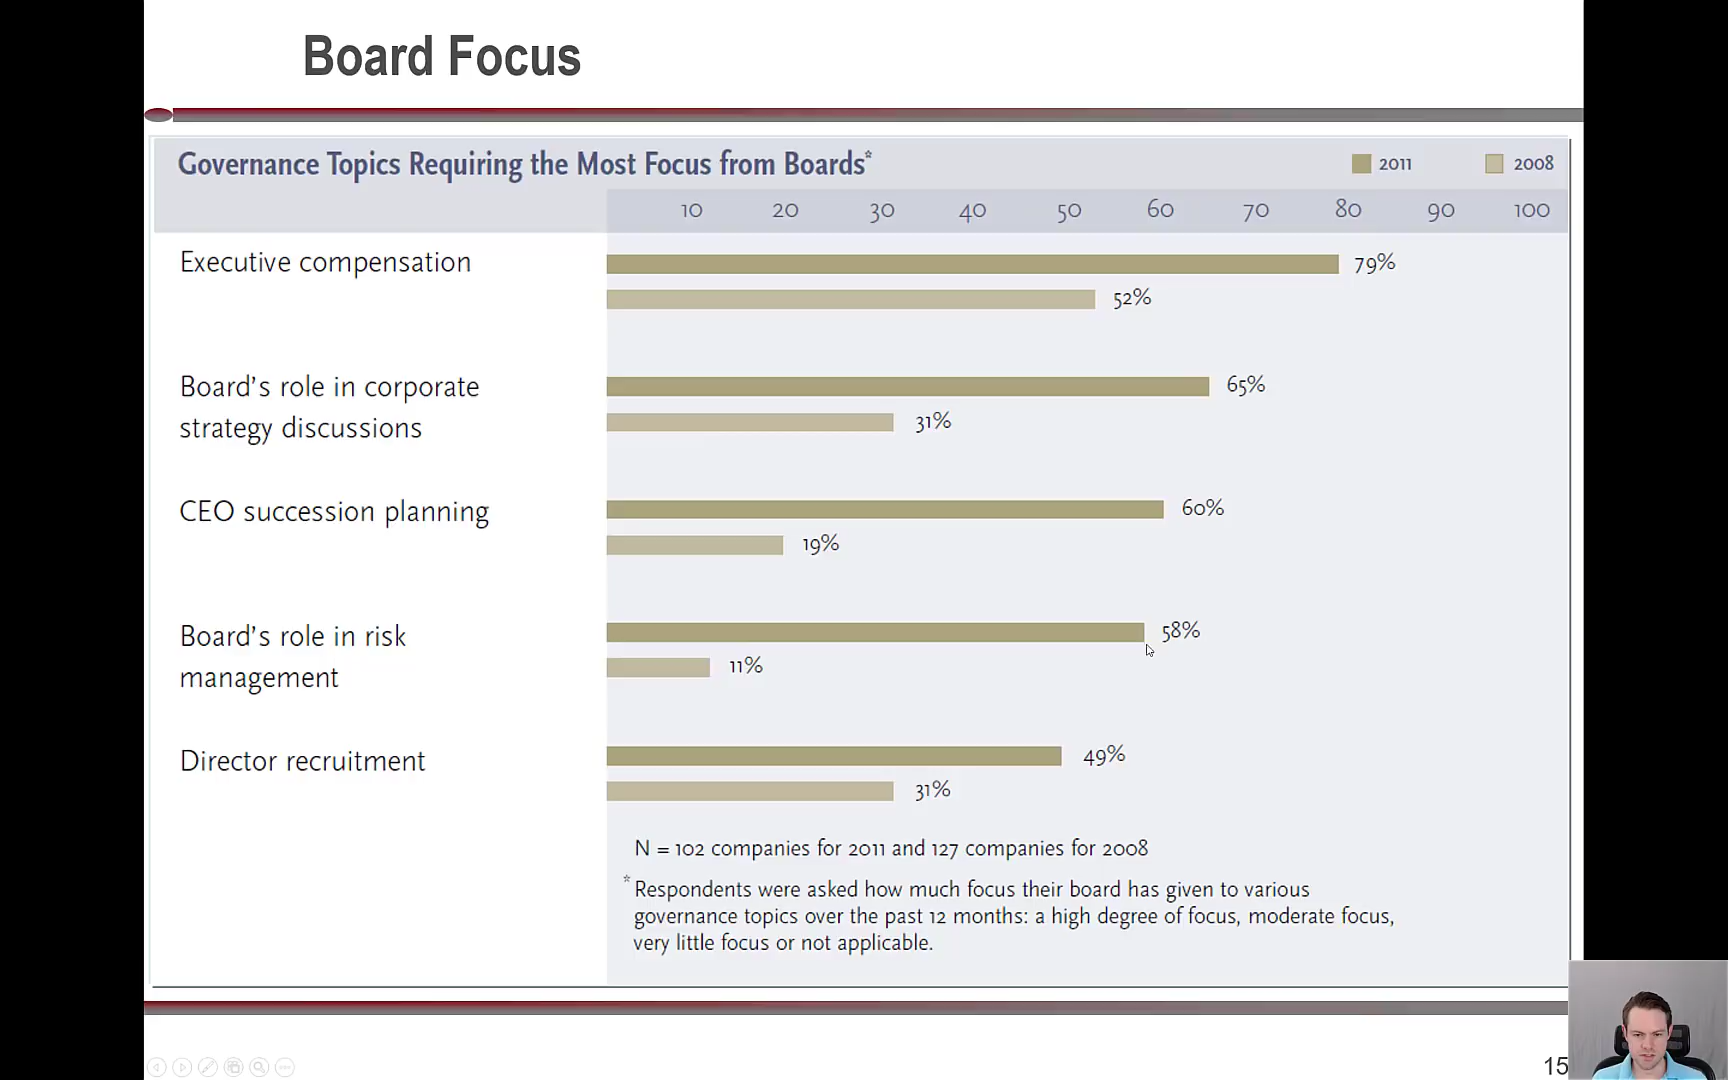 Board Focus
Governance Topics Requiring the Most Focus from Boards*
2011
2008
10 20 30 40 50 60 70 80 90 100
Executive compensation
79%
52%
Board's role in corporate
strategy discussions
65%
31%
CEO succession planning
60%
19%
Board's role in risk
management
58%
11%
Director recruitment
49%
31%
N = 102 companies for 2011 and 127 companies for 2008
*Respondents were asked how much focus their board has given to various
governance topics over the past 12 months: a high degree of focus, moderate focus,
very little focus or not applicable.
15